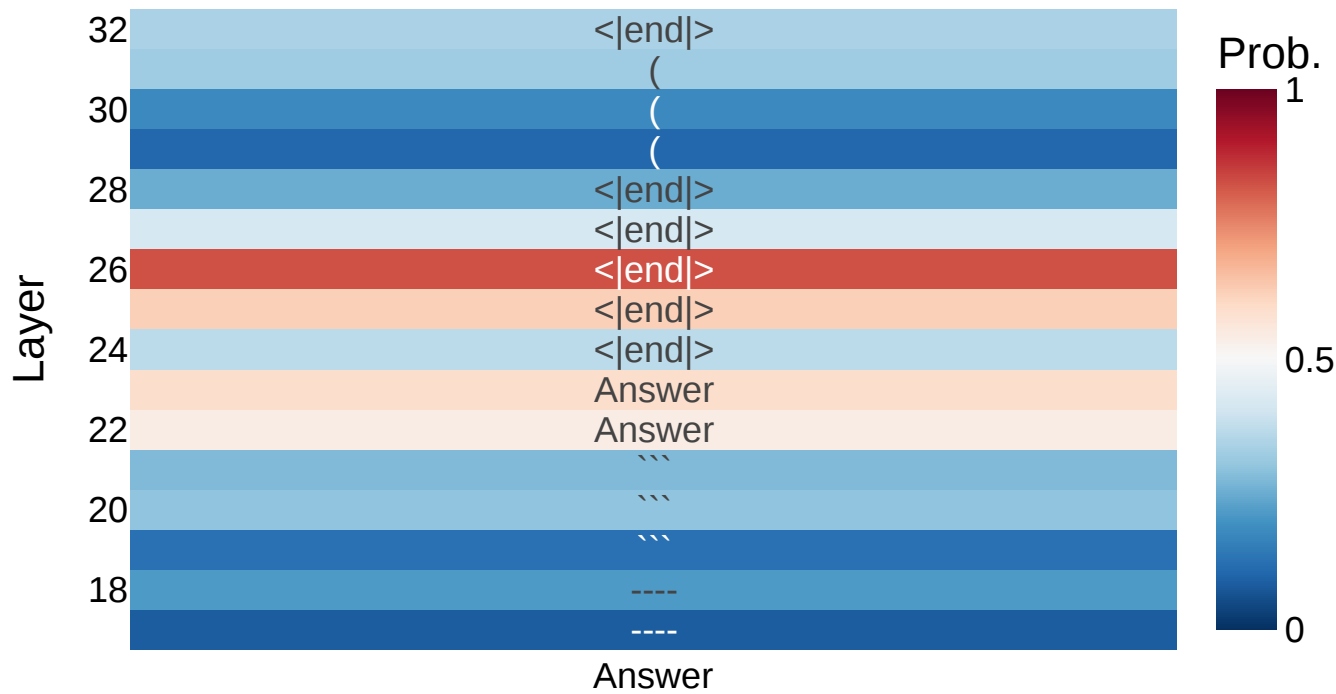 32
<|end|>
(
30
(
(
28
<|end|>
<|end|>
26
<|end|>
<|end|>
24
<|end|>
Answer
22
Answer
```
20
```
```
18
----
----
Answer
Layer
Prob.
1
0.5
0